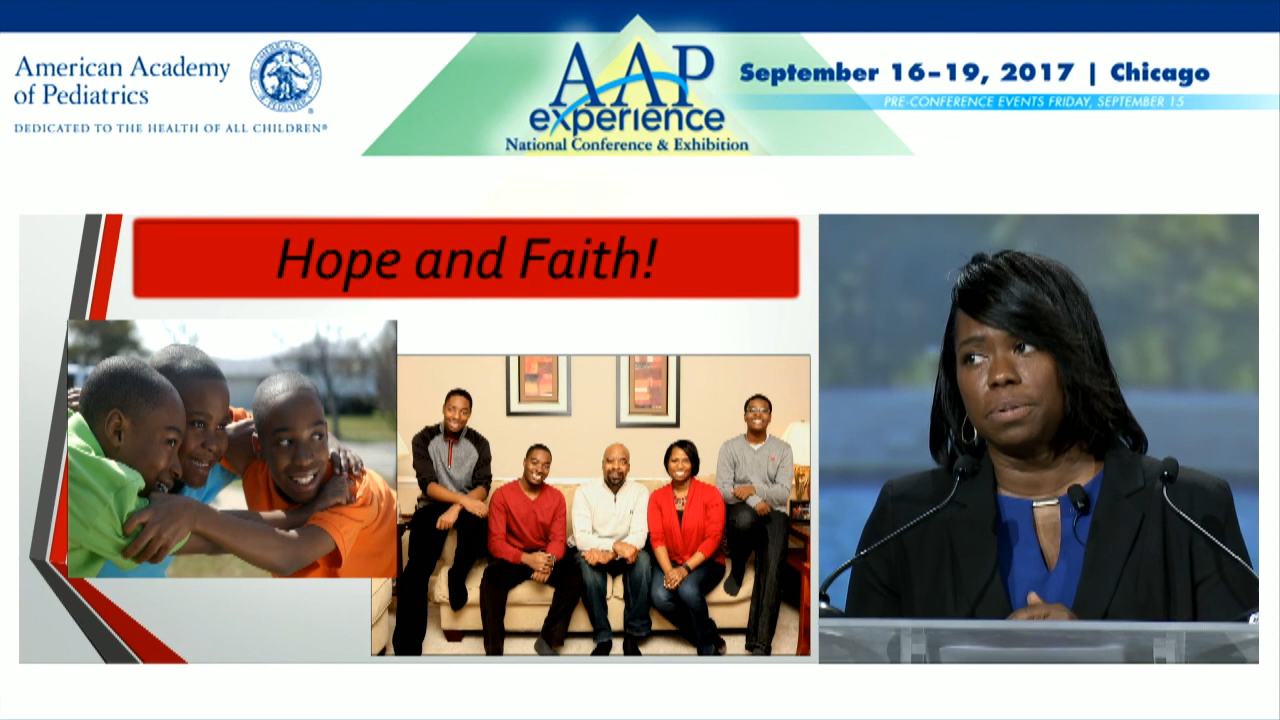 American Academy
of Pediatrics
DEDICATED TO THE HEALTH OF ALL CHILDREN®
AAP
experience
National Conference & Exhibition
September 16–19, 2017 | Chicago
PRE-CONFERENCE EVENTS FRIDAY, SEPTEMBER 15
Hope and Faith!